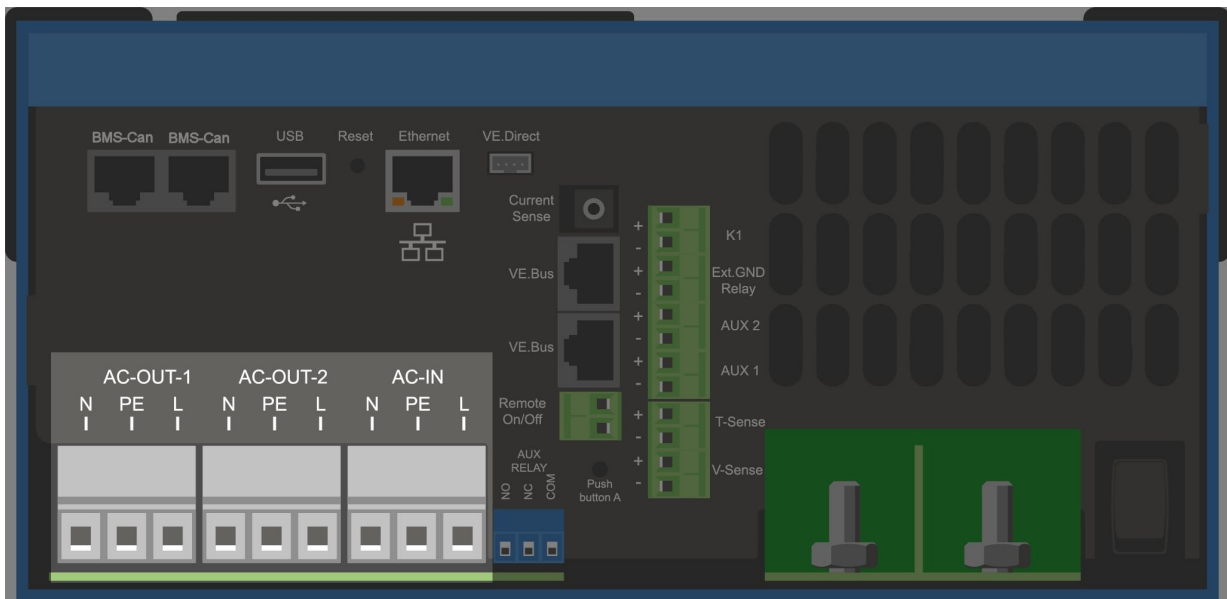 BMS-Can BMS-Can USB Reset Ethernet VE.Direct
Current
Sense
+
-
K1
VE.Bus
+
-
Ext.GND
Relay
+
-
AUX 2
VE.Bus
+
-
AUX 1
AC-OUT-1 AC-OUT-2 AC-IN
N PE L N PE L N PE L
Remote
On/Off
+
-
T-Sense
AUX
RELAY
NO NC COM
Push
button A
+
-
V-Sense